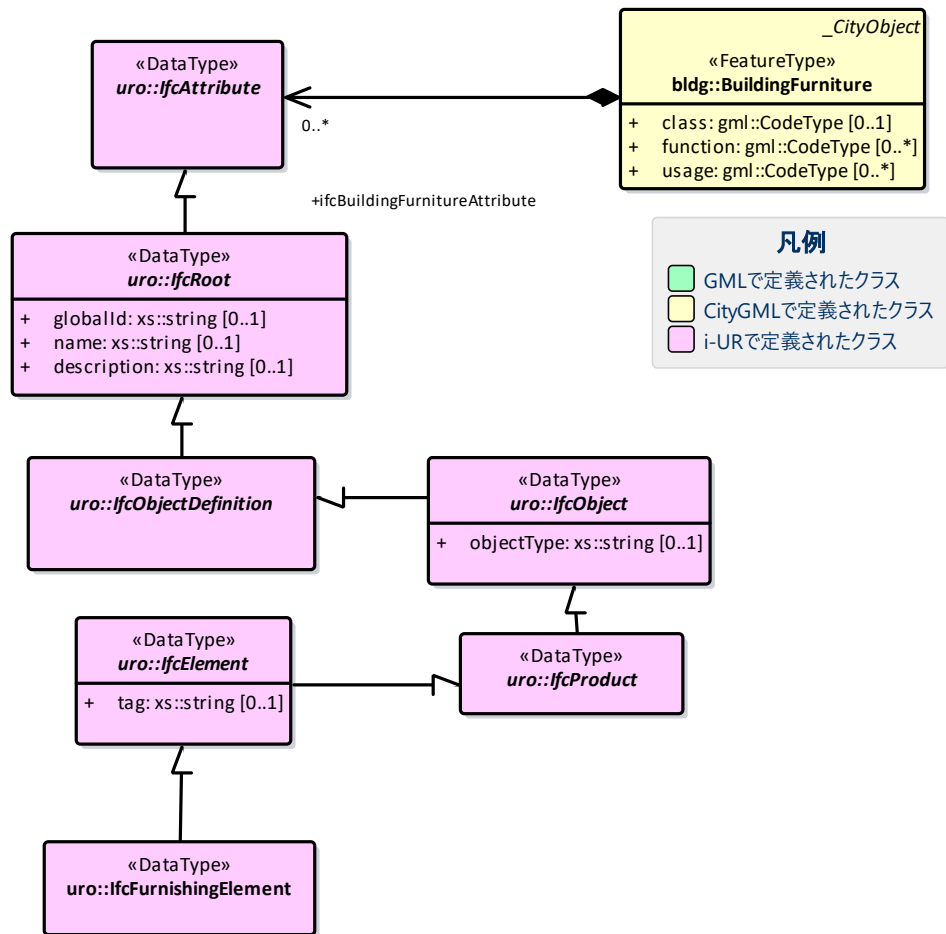 «DataType»
uro::IfcAttribute
_CityObject
«FeatureType»
bldg::BuildingFurniture
+ class: gml::CodeType [0..1]
+ function: gml::CodeType [0..*]
+ usage: gml::CodeType [0..*]
0..*
+ifcBuildingFurnitureAttribute
«DataType»
uro::IfcRoot
+ globalId: xs::string [0..1]
+ name: xs::string [0..1]
+ description: xs::string [0..1]
凡例
GMLで定義されたクラス
CityGMLで定義されたクラス
i-URで定義されたクラス
«DataType»
uro::IfcObjectDefinition
«DataType»
uro::IfcObject
+ objectType: xs::string [0..1]
«DataType»
uro::IfcElement
+ tag: xs::string [0..1]
«DataType»
uro::IfcProduct
«DataType»
uro::IfcFurnishingElement